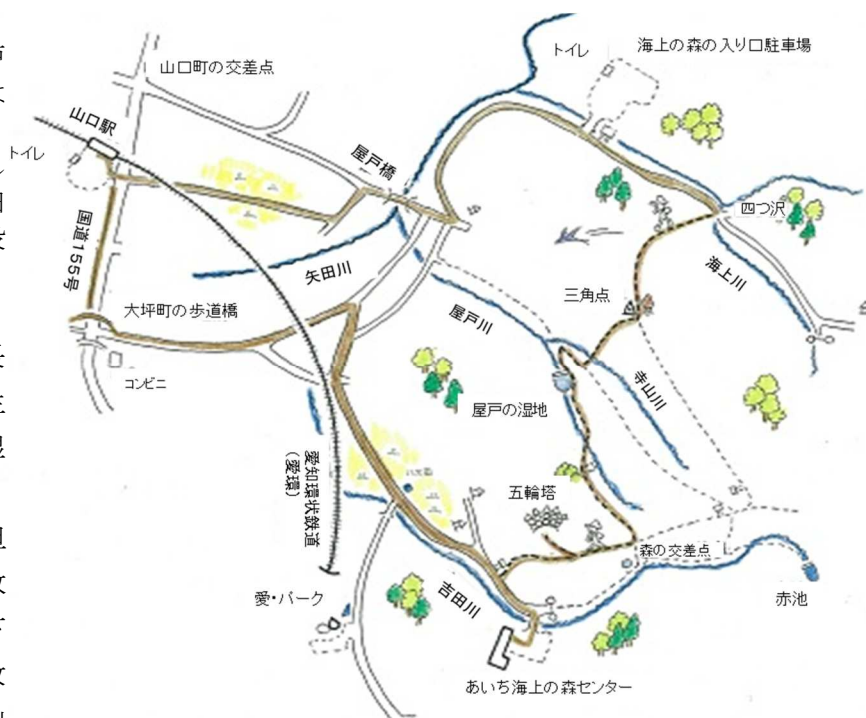 トイレ
海上の森の入り口駐車場
山口町の交差点
山口駅
トイレ
屋戸橋
四つ沢
国道155号
矢田川
海上川
三角点
大坪町の歩道橋
屋戸川
寺山川
コンビニ
屋戸の湿地
愛知環状鉄道
(愛環)
五輪塔
森の交差点
愛・パーク
吉田川
赤池
あいち海上の森センター